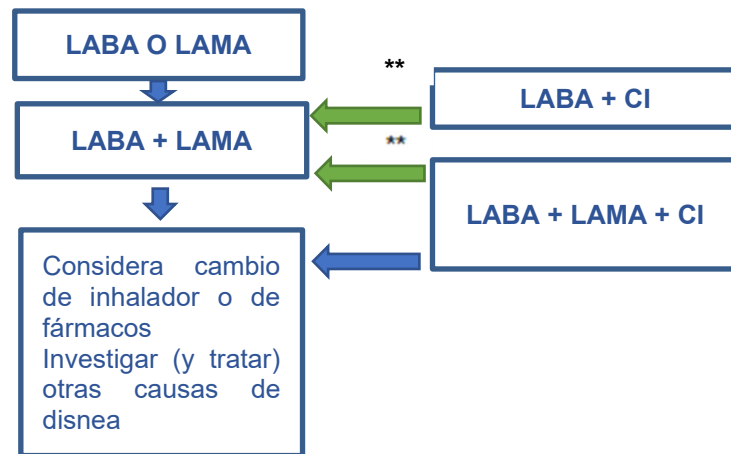 LABA O LAMA
**
LABA + CI
LABA + LAMA
**
LABA + LAMA + CI
Considera cambio
de inhalador o de
fármacos
Investigar (y tratar)
otras causas de
disnea